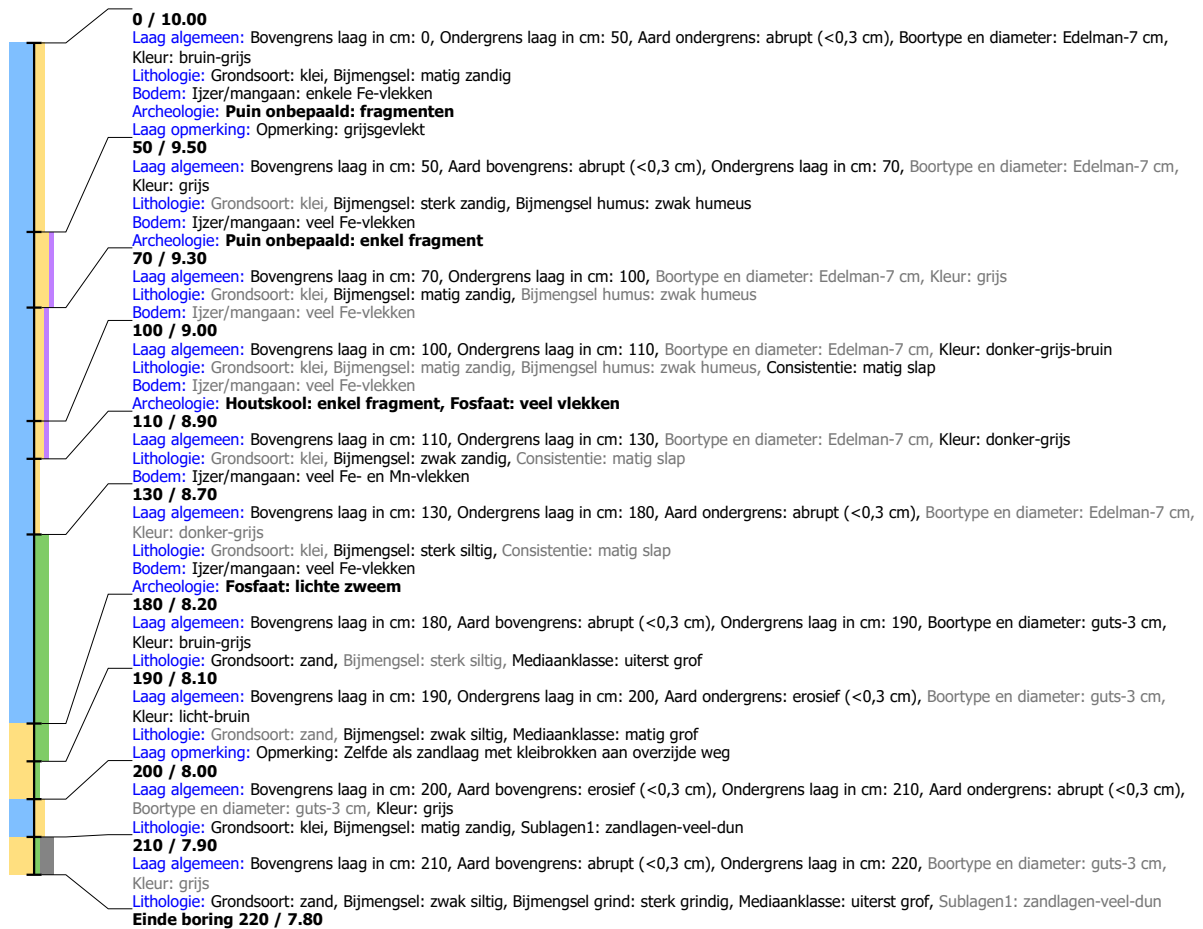 0 / 10.00
Laag algemeen: Bovengrens laag in cm: 0, Ondergrens laag in cm: 50, Aard ondergrens: abrupt (<0,3 cm), Boortype en diameter: Edelman-7 cm,
Kleur: bruin-grijs
Lithologie: Grondsoort: klei, Bijmengsel: matig zandig
Bodem: Ijzer/mangaan: enkele Fe-vlekken
Archeologie: Puin onbepaald: fragmenten
Laag opmerking: Opmerking: grijsgevlekt
50 / 9.50
Laag algemeen: Bovengrens laag in cm: 50, Aard bovengrens: abrupt (<0,3 cm), Ondergrens laag in cm: 70, Boortype en diameter: Edelman-7 cm,
Kleur: grijs
Lithologie: Grondsoort: klei, Bijmengsel: sterk zandig, Bijmengsel humus: zwak humeus
Bodem: Ijzer/mangaan: veel Fe-vlekken
Archeologie: Puin onbepaald: enkel fragment
70 / 9.30
Laag algemeen: Bovengrens laag in cm: 70, Ondergrens laag in cm: 100, Boortype en diameter: Edelman-7 cm, Kleur: grijs
Lithologie: Grondsoort: klei, Bijmengsel: matig zandig, Bijmengsel humus: zwak humeus
Bodem: Ijzer/mangaan: veel Fe-vlekken
100 / 9.00
Laag algemeen: Bovengrens laag in cm: 100, Ondergrens laag in cm: 110, Boortype en diameter: Edelman-7 cm, Kleur: donker-grijs-bruin
Lithologie: Grondsoort: klei, Bijmengsel: matig zandig, Bijmengsel humus: zwak humeus, Consistentie: matig slap
Bodem: Ijzer/mangaan: veel Fe-vlekken
Archeologie: Houtskool: enkel fragment, Fosfaat: veel vlekken
110 / 8.90
Laag algemeen: Bovengrens laag in cm: 110, Ondergrens laag in cm: 130, Boortype en diameter: Edelman-7 cm, Kleur: donker-grijs
Lithologie: Grondsoort: klei, Bijmengsel: zwak zandig, Consistentie: matig slap
Bodem: Ijzer/mangaan: veel Fe- en Mn-vlekken
130 / 8.70
Laag algemeen: Bovengrens laag in cm: 130, Ondergrens laag in cm: 180, Aard ondergrens: abrupt (<0,3 cm), Boortype en diameter: Edelman-7 cm,
Kleur: donker-grijs
Lithologie: Grondsoort: klei, Bijmengsel: sterk siltig, Consistentie: matig slap
Bodem: Ijzer/mangaan: veel Fe-vlekken
Archeologie: Fosfaat: lichte zweem
180 / 8.20
Laag algemeen: Bovengrens laag in cm: 180, Aard bovengrens: abrupt (<0,3 cm), Ondergrens laag in cm: 190, Boortype en diameter: guts-3 cm,
Kleur: bruin-grijs
Lithologie: Grondsoort: zand, Bijmengsel: sterk siltig, Mediaanklasse: uiterst grof
190 / 8.10
Laag algemeen: Bovengrens laag in cm: 190, Ondergrens laag in cm: 200, Aard ondergrens: erosief (<0,3 cm), Boortype en diameter: guts-3 cm,
Kleur: licht-bruin
Lithologie: Grondsoort: zand, Bijmengsel: zwak siltig, Mediaanklasse: matig grof
Laag opmerking: Opmerking: Zelfde als zandlaag met kleibrokken aan overzijde weg
200 / 8.00
Laag algemeen: Bovengrens laag in cm: 200, Aard bovengrens: erosief (<0,3 cm), Ondergrens laag in cm: 210, Aard ondergrens: abrupt (<0,3 cm),
Boortype en diameter: guts-3 cm, Kleur: grijs
Lithologie: Grondsoort: klei, Bijmengsel: matig zandig, Sublagen1: zandlagen-veel-dun
210 / 7.90
Laag algemeen: Bovengrens laag in cm: 210, Aard bovengrens: abrupt (<0,3 cm), Ondergrens laag in cm: 220, Boortype en diameter: guts-3 cm,
Kleur: grijs
Lithologie: Grondsoort: zand, Bijmengsel: zwak siltig, Bijmengsel grind: sterk grindig, Mediaanklasse: uiterst grof, Sublagen1: zandlagen-veel-dun
Einde boring 220 / 7.80